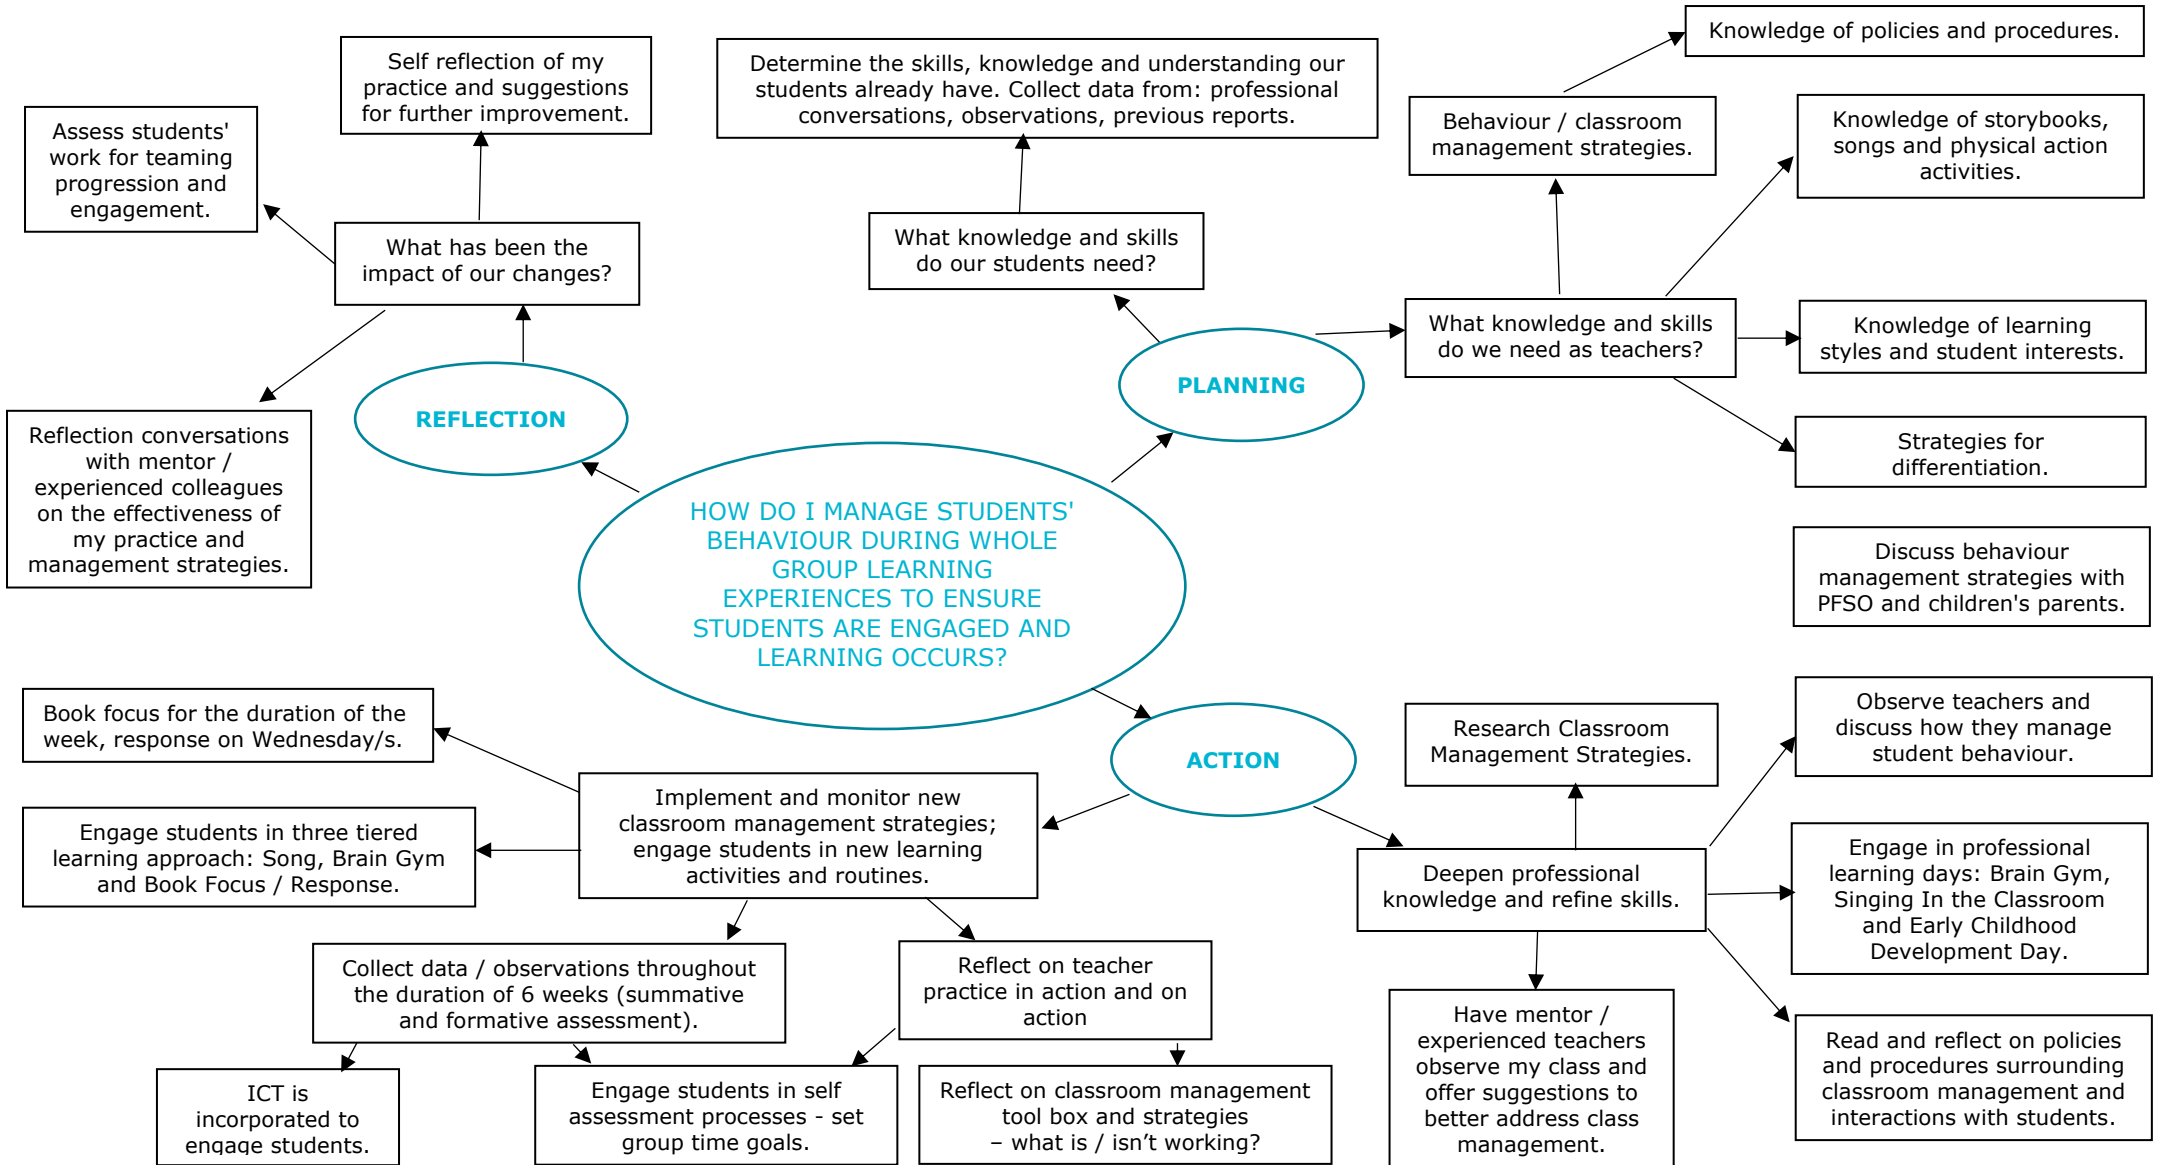 Self reflection of my
practice and suggestions
for further improvement.
Assess students'
work for teaming
progression and
engagement.
What has been the
impact of our changes?
REFLECTION
Reflection conversations
with mentor /
experienced colleagues
on the effectiveness of
my practice and
management strategies.
Determine the skills, knowledge and understanding our
students already have. Collect data from: professional
conversations, observations, previous reports.
What knowledge and skills
do our students need?
PLANNING
What knowledge and skills
do we need as teachers?
Behaviour / classroom
management strategies.
Knowledge of policies and procedures.
Knowledge of storybooks,
songs and physical action
activities.
Knowledge of learning
styles and student interests.
Strategies for
differentiation.
Discuss behaviour
management strategies with
PFSO and children's parents.
HOW DO I MANAGE STUDENTS'
BEHAVIOUR DURING WHOLE
GROUP LEARNING
EXPERIENCES TO ENSURE
STUDENTS ARE ENGAGED AND
LEARNING OCCURS?
ACTION
Book focus for the duration of the
week, response on Wednesday/s.
Engage students in three tiered
learning approach: Song, Brain Gym
and Book Focus / Response.
Implement and monitor new
classroom management strategies;
engage students in new learning
activities and routines.
Collect data / observations throughout
the duration of 6 weeks (summative
and formative assessment).
Reflect on teacher
practice in action and on
action
ICT is
incorporated to
engage students.
Engage students in self
assessment processes - set
group time goals.
Reflect on classroom management
tool box and strategies
– what is / isn’t working?
Research Classroom
Management Strategies.
Deepen professional
knowledge and refine skills.
Have mentor /
experienced teachers
observe my class and
offer suggestions to
better address class
management.
Observe teachers and
discuss how they manage
student behaviour.
Engage in professional
learning days: Brain Gym,
Singing In the Classroom
and Early Childhood
Development Day.
Read and reflect on policies
and procedures surrounding
classroom management and
interactions with students.